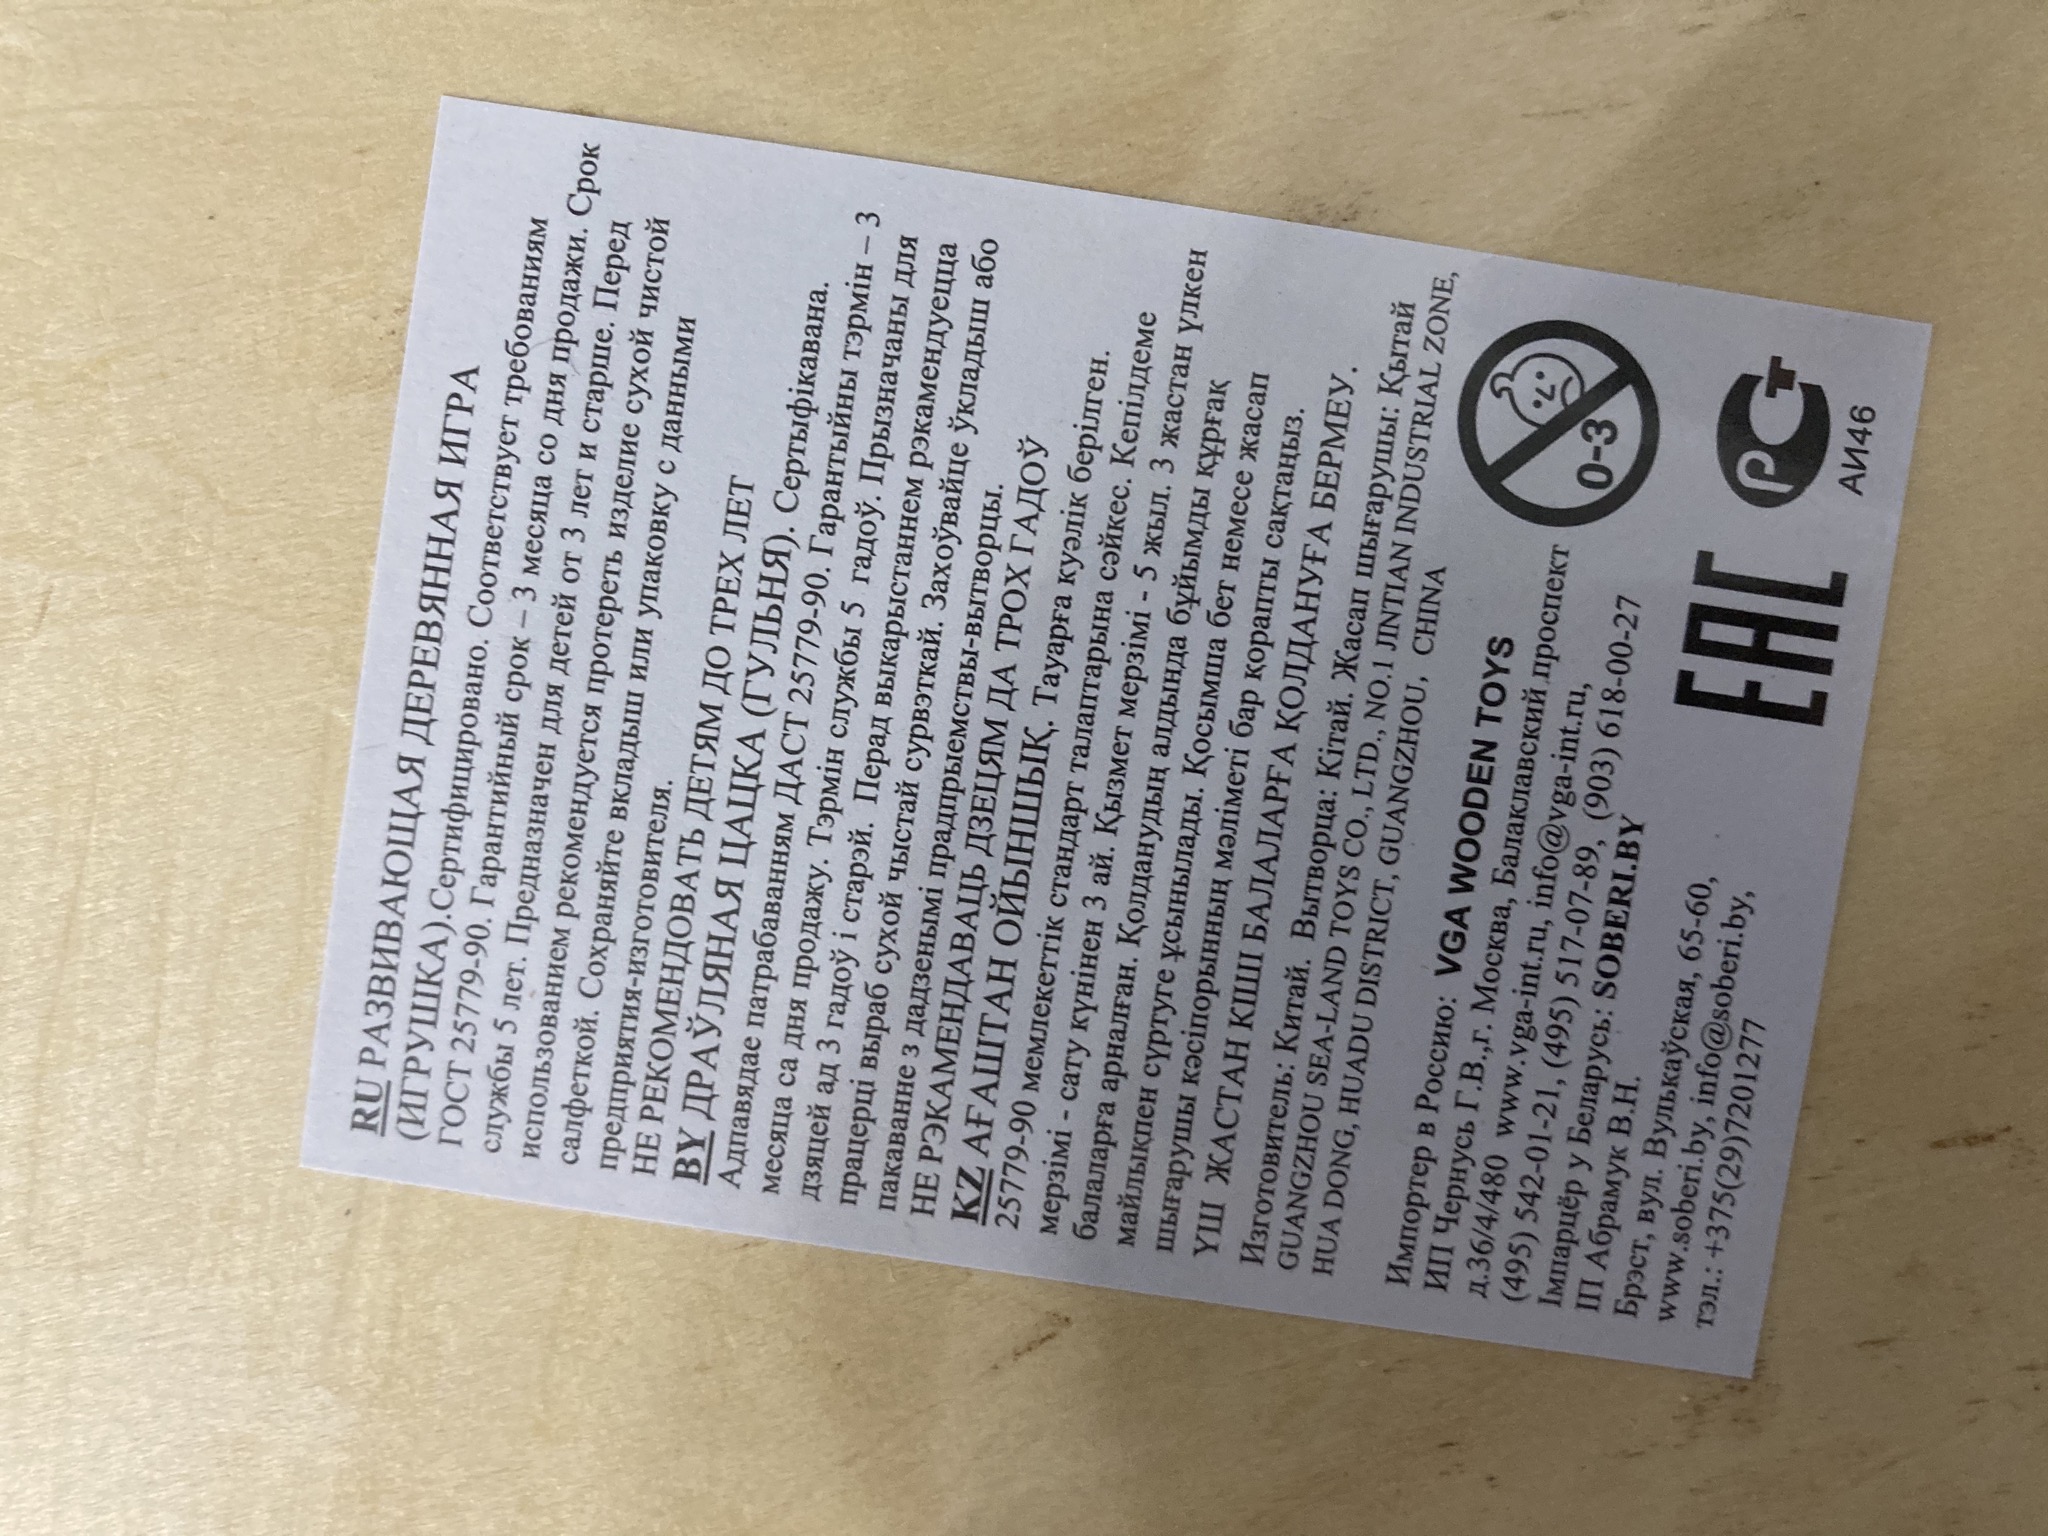 RU РАЗВИВАЮЩАЯ ДЕРЕВЯННАЯ ИГРА
(ИГРУШКА).Сертифицировано. Соответствует требованиям
ГОСТ 25779-90. Гарантийный срок – 3 месяца со дня продажи. Срок
службы 5 лет. Предназначен для детей от 3 лет и старше. Перед
использованием рекомендуется протереть изделие сухой чистой
салфеткой. Сохраняйте вкладыш или упаковку с данными
предприятия-изготовителя.
НЕ РЕКОМЕНДОВАТЬ ДЕТЯМ ДО ТРЕХ ЛЕТ
BY ДРАЎЛЯНАЯ ЦАЦКА (ГУЛЬНЯ). Сертыфікавана.
Адпавядае патрабаванням ДАСТ 25779-90. Гарантыйны тэрмін – 3
месяца са дня продажу. Тэрмін службы 5 гадоў. Прызначаны для
дзяцей ад 3 гадоў і старэй. Перад выкарыстаннем рэкамендуецца
працерці выраб сухой чыстай сурвэткай. Захоўвайце ўкладыш або
пакаванне з дадзенымі прадпрыемствы-вытворцы.
НЕ РЭКАМЕНДАВАЦЬ ДЗЕЦЯМ ДА ТРОХ ГАДОЎ
KZ АҒАШТАН ОЙЫНШЫҚ. Тауарға куәлік берілген.
25779-90 мемлекеттік стандарт талаптарына сәйкес. Кепілдеме
мерзімі - сату күнінен 3 ай. Қызмет мерзімі - 5 жыл. 3 жастан үлкен
балаларға арналған. Қолданудың алдында бұйымды құрғақ
майлықпен сүртуге ұсынылады. Қосымша бет немесе жасап
шығарушы кәсіпорынның мәліметі бар қорапты сақтаңыз.
ҮШ ЖАСТАН КІШІ БАЛАЛАРҒА ҚОЛДАНУҒА БЕРМЕУ.
Изготовитель: Китай. Вытворца: Кітай. Жасап шығарушы: Қытай
GUANGZHOU SEA-LAND TOYS CO., LTD., NO.1 JINTIAN INDUSTRIAL ZONE,
HUA DONG, HUADU DISTRICT, GUANGZHOU, CHINA
Импортер в Россию: VGA WOODEN TOYS
ИП Чернусь Г.В.,г. Москва, Балаклавский проспект
д.36/4/480 www.vga-int.ru, info@vga-int.ru,
(495) 542-01-21, (495) 517-07-89, (903) 618-00-27
Імпарцёр у Беларусь: SOBERI.BY
ІП Абрамук В.Н.
Брэст, вул. Вулькаўская, 65-60,
www.soberi.by, info@soberi.by,
тэл.: +375(29)7201277
0-3
ЕАС
РСТ
АИ46